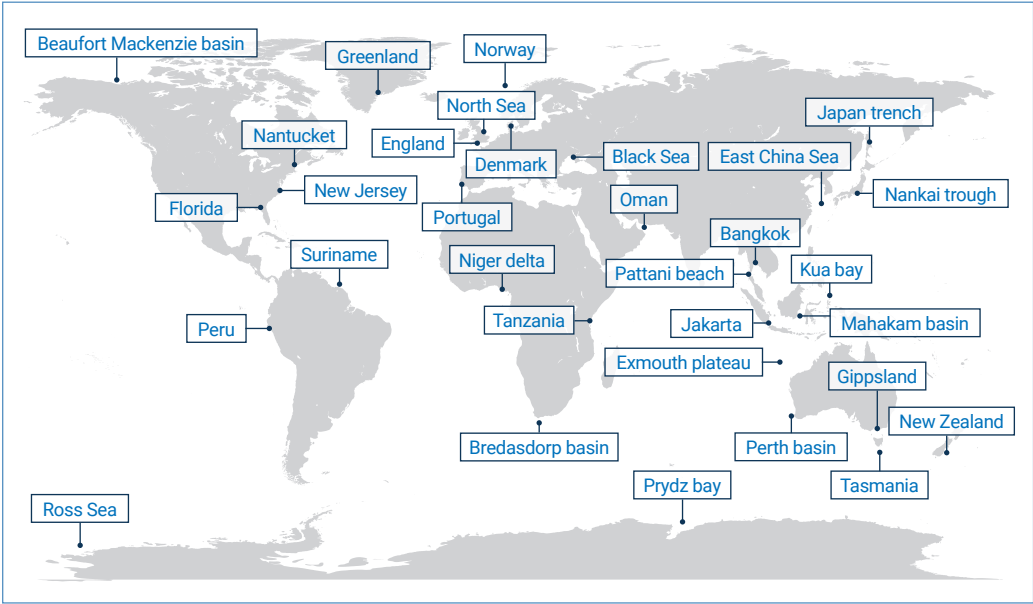 Beaufort Mackenzie basin
Greenland
Norway
North Sea
Japan trench
Nantucket
England
Denmark
Black Sea
East China Sea
New Jersey
Nankai trough
Florida
Portugal
Oman
Bangkok
Suriname
Niger delta
Pattani beach
Kua bay
Peru
Tanzania
Jakarta
Mahakam basin
Exmouth plateau
Gippsland
New Zealand
Bredasdorp basin
Perth basin
Prydz bay
Tasmania
Ross Sea